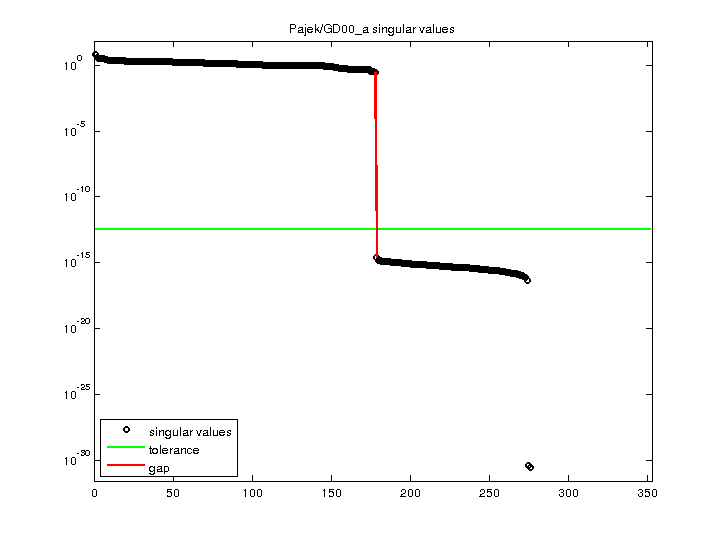 Pajek/GD00_a singular values
10^0
10^-5
10^-10
10^-15
10^-20
10^-25
10^-30
singular values
tolerance
gap
0 50 100 150 200 250 300 350